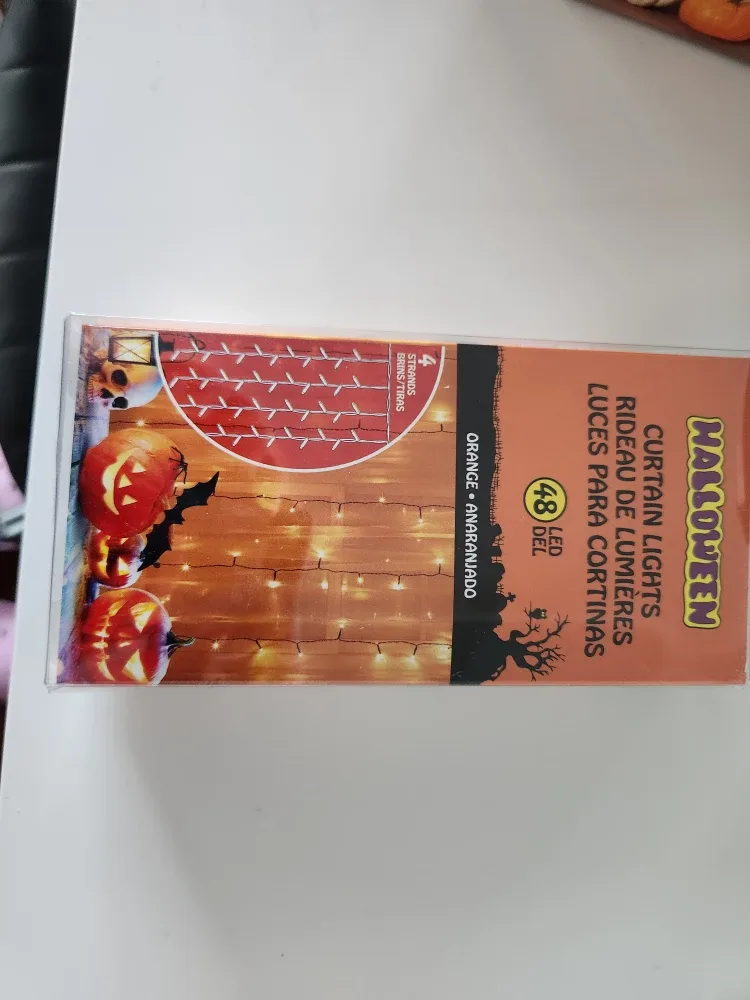 HALLOWEEN
CURTAIN LIGHTS
RIDEAU DE LUMIÈRES
LUCES PARA CORTINAS
48 LED
DEL
ORANGE • ANARANJADO
4
STRANDS
BRINS/TIRAS